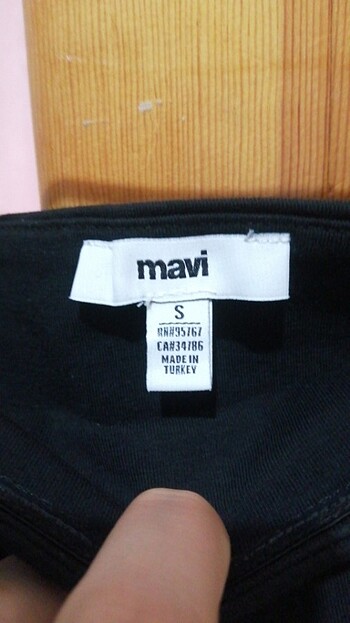 mavi
S
RN#95767
CA#34786
MADE IN
TURKEY